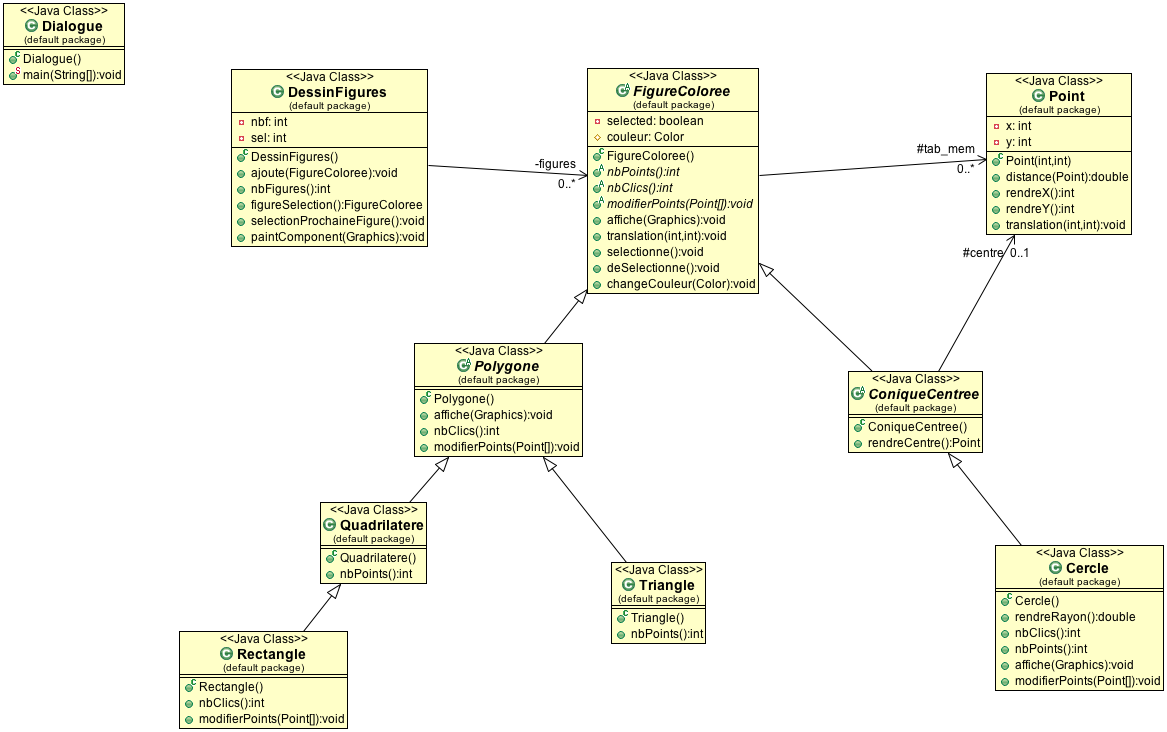 <<Java Class>>
Dialogue
(default package)
Dialogue()
main(String[]):void
<<Java Class>>
DessinFigures
(default package)
nbf: int
sel: int
DessinFigures()
ajoute(FigureColoree):void
nbFigures():int
figureSelection():FigureColoree
selectionProchaineFigure():void
paintComponent(Graphics):void
-figures
0..*
<<Java Class>>
FigureColoree
(default package)
selected: boolean
couleur: Color
FigureColoree()
nbPoints():int
nbClics():int
modifierPoints(Point[]):void
affiche(Graphics):void
translation(int,int):void
selectionne():void
deSelectionne():void
changeCouleur(Color):void
#tab_mem
0..*
<<Java Class>>
Point
(default package)
x: int
y: int
Point(int,int)
distance(Point):double
rendreX():int
rendreY():int
translation(int,int):void
#centre 0..1
<<Java Class>>
Polygone
(default package)
Polygone()
affiche(Graphics):void
nbClics():int
modifierPoints(Point[]):void
<<Java Class>>
ConiqueCentree
(default package)
ConiqueCentree()
rendreCentre():Point
<<Java Class>>
Quadrilatere
(default package)
Quadrilatere()
nbPoints():int
<<Java Class>>
Triangle
(default package)
Triangle()
nbPoints():int
<<Java Class>>
Cercle
(default package)
Cercle()
rendreRayon():double
nbClics():int
nbPoints():int
affiche(Graphics):void
modifierPoints(Point[]):void
<<Java Class>>
Rectangle
(default package)
Rectangle()
nbClics():int
modifierPoints(Point[]):void